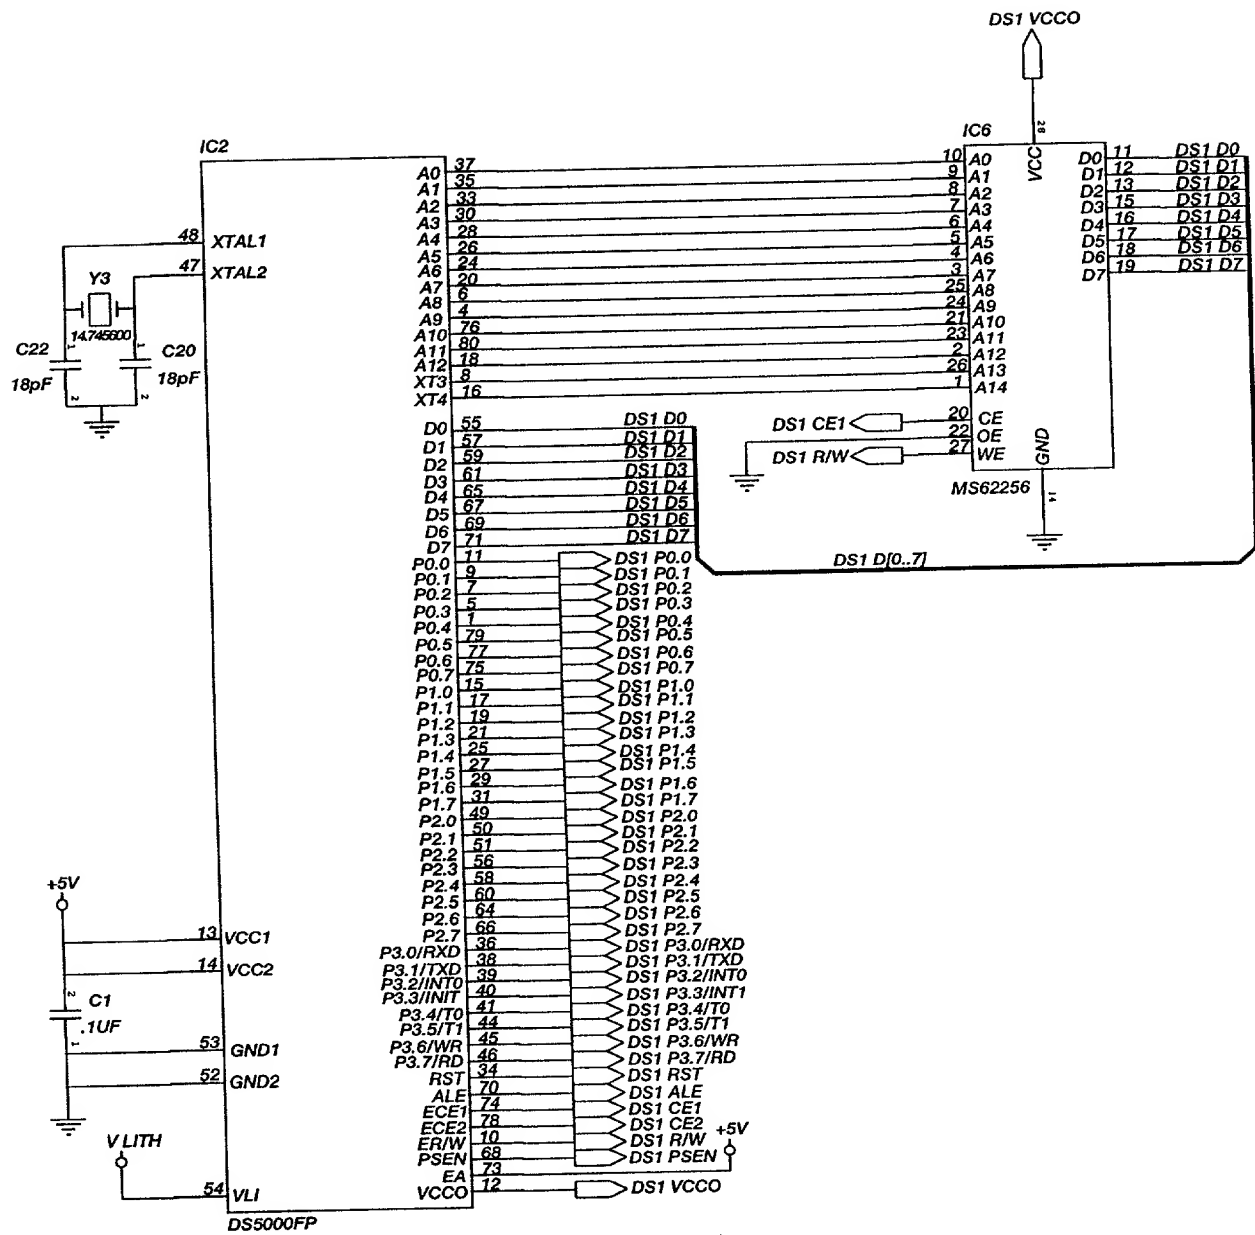 DS1 VCCO
IC2
IC6
28
VCC
37
A0
35
A1
33
A2
30
A3
28
A4
26
A5
24
A6
20
A7
6
A8
4
A9
76
A10
80
A11
18
A12
8
XT3
16
XT4
10 A0
9 A1
8 A2
7 A3
6 A4
5 A5
4 A6
3 A7
25 A8
24 A9
21 A10
23 A11
2 A12
26 A13
1 A14
D0 11 DS1 D0
D1 12 DS1 D1
D2 13 DS1 D2
D3 15 DS1 D3
D4 16 DS1 D4
D5 17 DS1 D5
D6 18 DS1 D6
D7 19 DS1 D7
DS1 CE1 20 CE
22 OE
DS1 R/W 27 WE
GND
14
MS62256
48 XTAL1
47 XTAL2
Y3
14.745600
C22
18pF
1
2
C20
18pF
1
2
D0 55 DS1 D0
D1 57 DS1 D1
D2 59 DS1 D2
D3 61 DS1 D3
D4 65 DS1 D4
D5 67 DS1 D5
D6 69 DS1 D6
D7 71 DS1 D7
DS1 D[0..7]
P0.0 11 DS1 P0.0
P0.1 9 DS1 P0.1
P0.2 7 DS1 P0.2
P0.3 5 DS1 P0.3
P0.4 1 DS1 P0.4
P0.5 79 DS1 P0.5
P0.6 77 DS1 P0.6
P0.7 75 DS1 P0.7
P1.0 15 DS1 P1.0
P1.1 17 DS1 P1.1
P1.2 19 DS1 P1.2
P1.3 21 DS1 P1.3
P1.4 25 DS1 P1.4
P1.5 27 DS1 P1.5
P1.6 29 DS1 P1.6
P1.7 31 DS1 P1.7
P2.0 49 DS1 P2.0
P2.1 50 DS1 P2.1
P2.2 51 DS1 P2.2
P2.3 56 DS1 P2.3
P2.4 58 DS1 P2.4
P2.5 60 DS1 P2.5
P2.6 64 DS1 P2.6
P2.7 66 DS1 P2.7
P3.0/RXD 36 DS1 P3.0/RXD
P3.1/TXD 38 DS1 P3.1/TXD
P3.2/INT0 39 DS1 P3.2/INT0
P3.3/INIT 40 DS1 P3.3/INT1
P3.4/T0 41 DS1 P3.4/T0
P3.5/T1 44 DS1 P3.5/T1
P3.6/WR 45 DS1 P3.6/WR
P3.7/RD 46 DS1 P3.7/RD
RST 34 DS1 RST
ALE 70 DS1 ALE
ECE1 74 DS1 CE1
ECE2 78 DS1 CE2
ER/W 10 DS1 R/W
PSEN 68 DS1 PSEN
EA 73 +5V
VCCO 12 DS1 VCCO
+5V
13 VCC1
14 VCC2
2
C1
.1UF
1
53 GND1
52 GND2
V LITH
54 VLI
DS5000FP